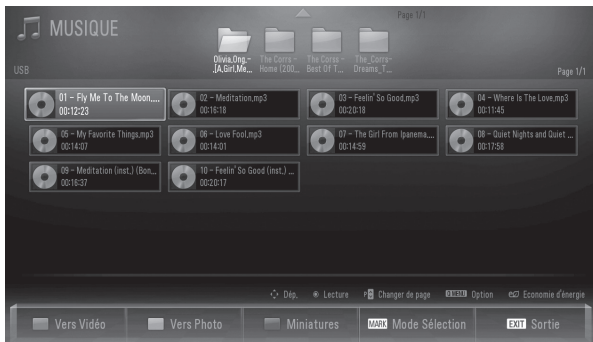 MUSIQUE
Page 1/1
Olivia,Ong.-
,[A,Girl,Me...
The Corrs -
Home (200...
The Corrs -
Best Of T...
The_Corrs-
Dreams_T...
USB
Page 1/1
01 - Fly Me To The Moon,...
00:12:23
02 - Meditation,mp3
00:16:18
03 - Feelin' So Good,mp3
00:20:18
04 - Where Is The Love,mp3
00:11:45
05 - My Favorite Things,mp3
00:14:07
06 - Love Fool,mp3
00:14:01
07 - The Girl From Ipanema,...
00:14:59
08 - Quiet Nights and Quiet ...
00:17:58
09 - Meditation (inst.) (Bon...
00:16:37
10 - Feelin' So Good (inst.) ...
00:20:17
Dép.
Lecture
P Changer de page
Q.MENU Option
Economie d'énergie
Vers Vidéo
Vers Photo
Miniatures
MARK Mode Sélection
EXIT Sortie